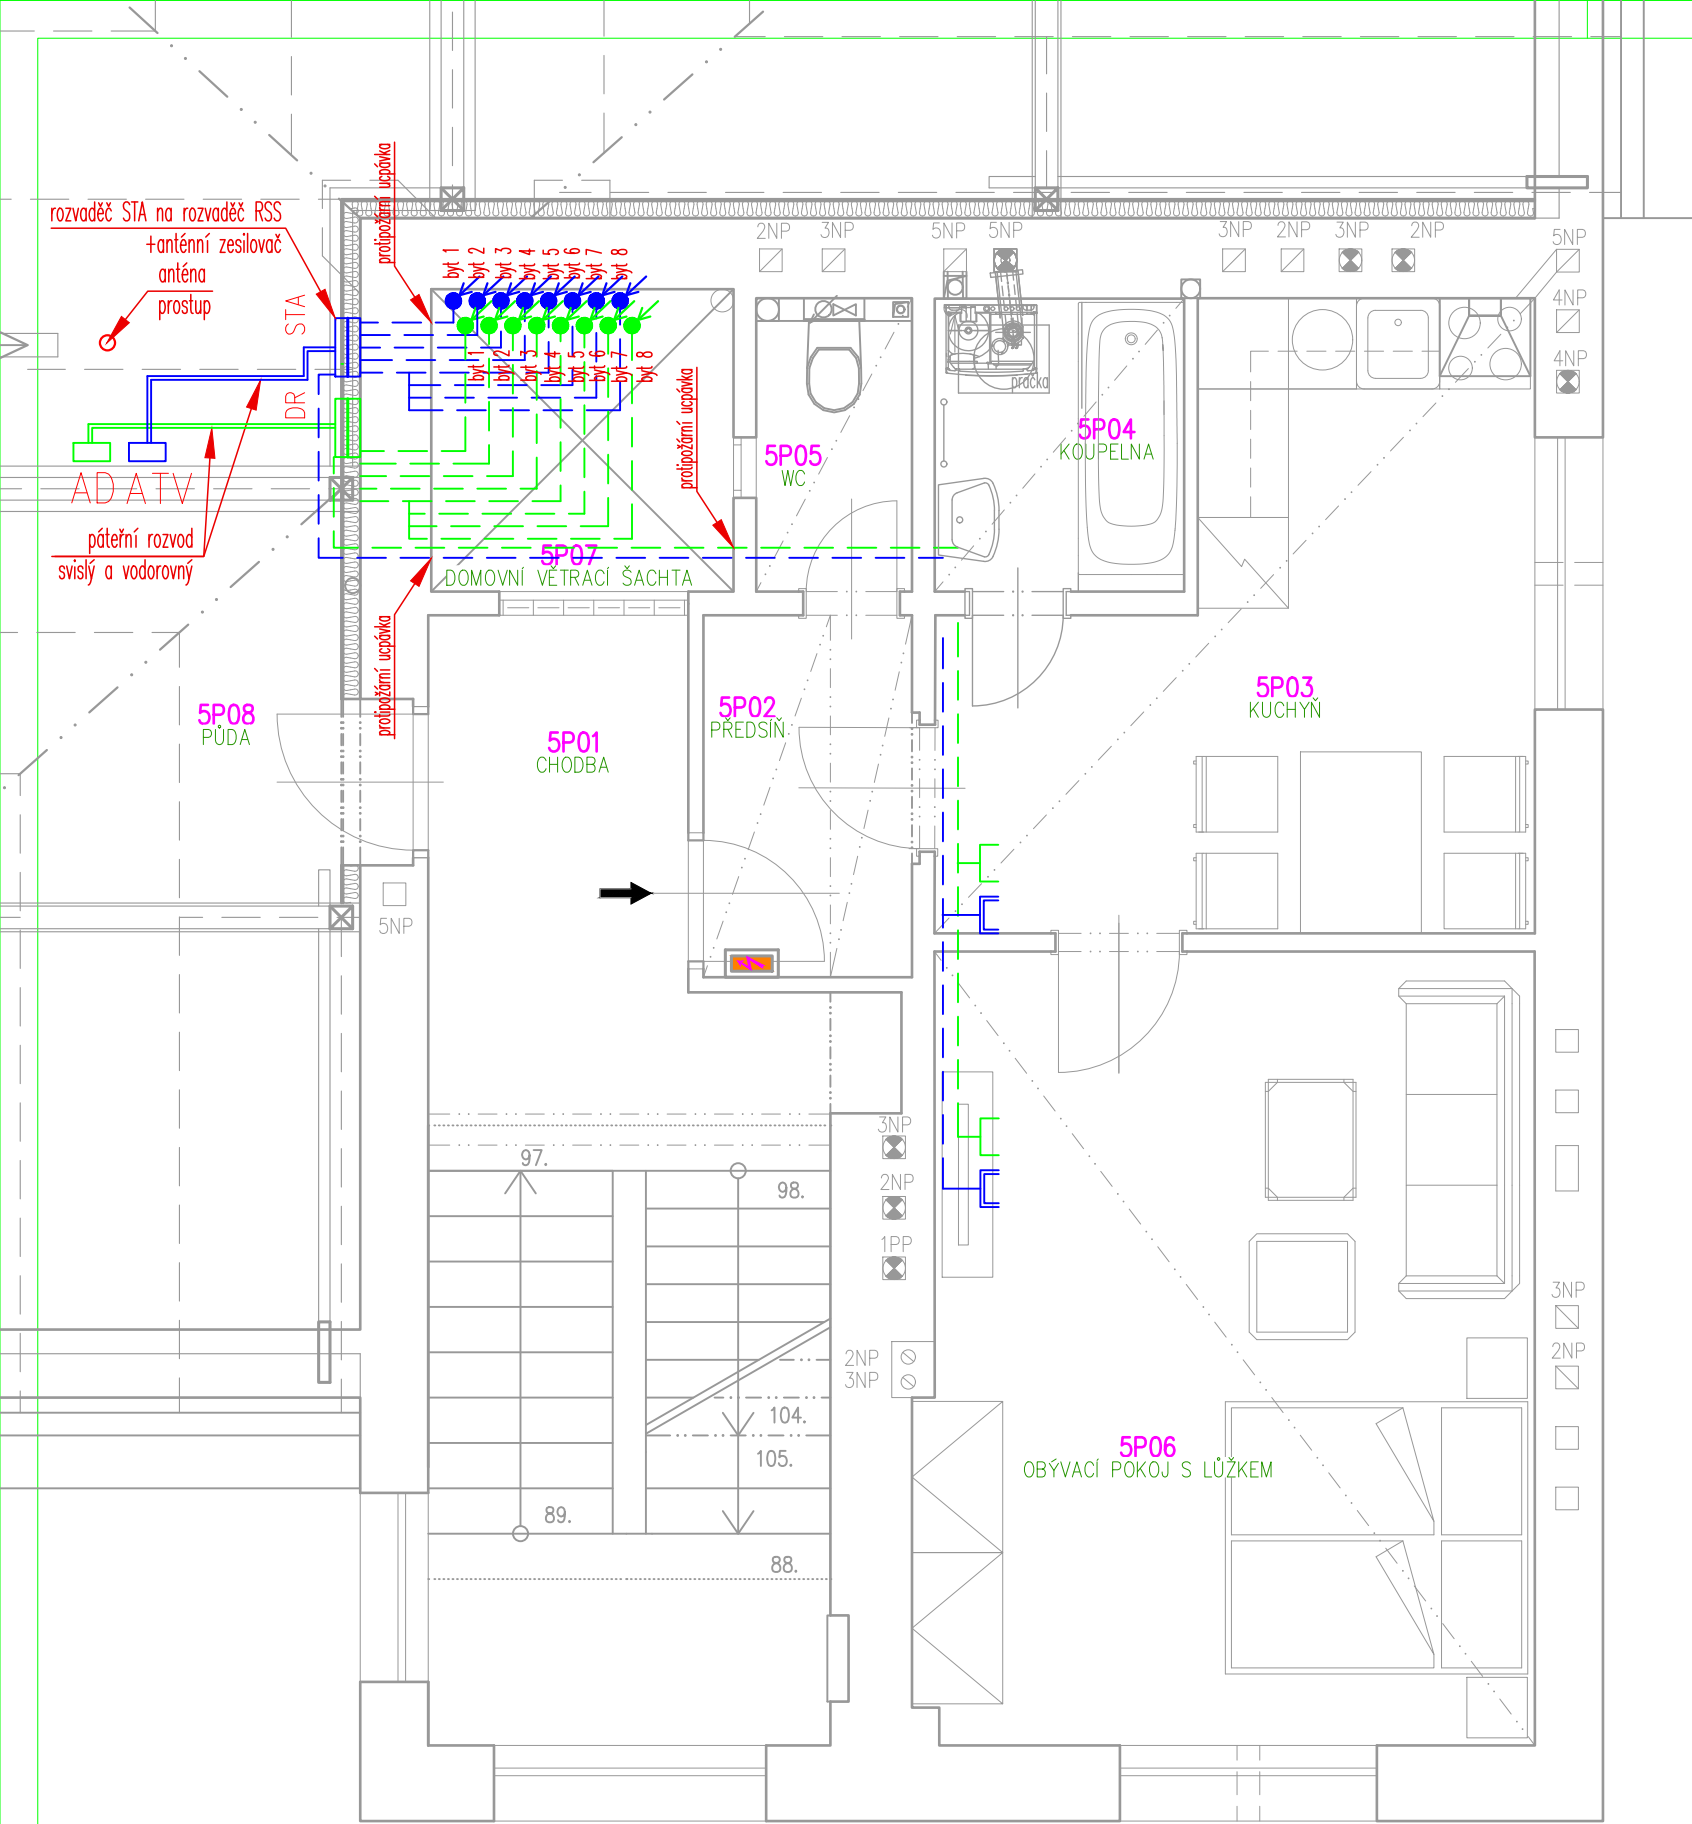 rozvaděč STA na rozvaděč RSS
+anténní zesilovač
anténa
prostup
STA
DR
AD ATV
páteřní rozvod
svislý a vodorovný
protipožární ucpávka
protipožární ucpávka
protipožární ucpávka
byt 1
byt 2
byt 3
byt 4
byt 5
byt 6
byt 7
byt 8
byt 1
byt 2
byt 3
byt 4
byt 5
byt 6
byt 7
byt 8
2NP
3NP
5NP
5NP
3NP
2NP
3NP
2NP
5NP
4NP
4NP
pračka
5P05
WC
5P04
KOUPELNA
5P07
DOMOVNÍ VĚTRACÍ ŠACHTA
5P08
PŮDA
5P01
CHODBA
5P02
PŘEDSÍŇ
5P03
KUCHYŇ
5NP
3NP
2NP
1PP
97.
98.
2NP
3NP
104.
105.
89.
88.
3NP
2NP
5P06
OBÝVACÍ POKOJ S LŮŽKEM